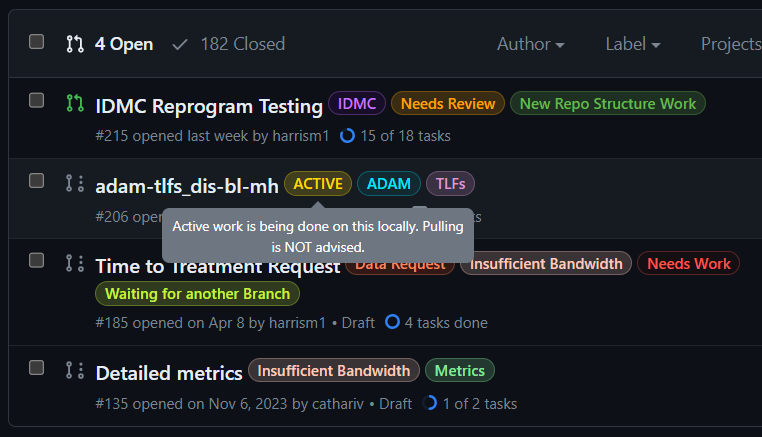 4 Open 182 Closed Author Label Projects
IDMC Reprogram Testing IDMC Needs Review New Repo Structure Work
#215 opened last week by harrism1 15 of 18 tasks
adam-tlfs_dis-bl-mh ACTIVE ADAM TLFs
#206
Active work is being done on this locally. Pulling
is NOT advised.
Time to Treatment Request Data Request Insufficient Bandwidth Needs Work
Waiting for another Branch
#185 opened on Apr 8 by harrism1 • Draft 4 tasks done
Detailed metrics Insufficient Bandwidth Metrics
#135 opened on Nov 6, 2023 by cathariv • Draft 1 of 2 tasks